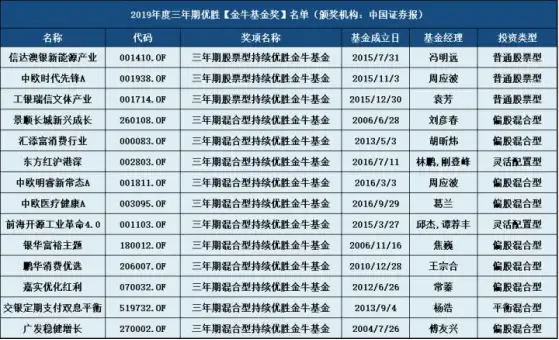 2019年度三年期优胜【金牛基金奖】名单（颁奖机构：中国证券报）
名称 代码 奖项名称 基金成立日 基金经理 投资类型
信达澳银新能源产业 001410.OF 三年期股票型持续优胜金牛基金 2015/7/31 冯明远 普通股票型
中欧时代先锋A 001938.OF 三年期股票型持续优胜金牛基金 2015/11/3 周应波 普通股票型
工银瑞信文体产业 001714.OF 三年期股票型持续优胜金牛基金 2015/12/30 袁芳 普通股票型
景顺长城新兴成长 260108.OF 三年期混合型持续优胜金牛基金 2006/6/28 刘彦春 偏股混合型
汇添富消费行业 000083.OF 三年期混合型持续优胜金牛基金 2013/5/3 胡昕炜 偏股混合型
东方红沪港深 002803.OF 三年期混合型持续优胜金牛基金 2016/7/11 林鹏,刚登峰 灵活配置型
中欧明睿新常态A 001811.OF 三年期混合型持续优胜金牛基金 2016/3/3 周应波 偏股混合型
中欧医疗健康A 003095.OF 三年期混合型持续优胜金牛基金 2016/9/29 葛兰 偏股混合型
前海开源工业革命4.0 001103.OF 三年期混合型持续优胜金牛基金 2015/3/27 邱杰,谭荐丰 灵活配置型
银华富裕主题 180012.OF 三年期混合型持续优胜金牛基金 2006/11/16 焦巍 偏股混合型
鹏华消费优选 206007.OF 三年期混合型持续优胜金牛基金 2010/12/28 王宗合 偏股混合型
嘉实优化红利 070032.OF 三年期混合型持续优胜金牛基金 2012/6/26 常蓁 偏股混合型
交银定期支付双息平衡 519732.OF 三年期混合型持续优胜金牛基金 2013/9/4 杨浩 平衡混合型
广发稳健增长 270002.OF 三年期混合型持续优胜金牛基金 2004/7/26 傅友兴 偏股混合型